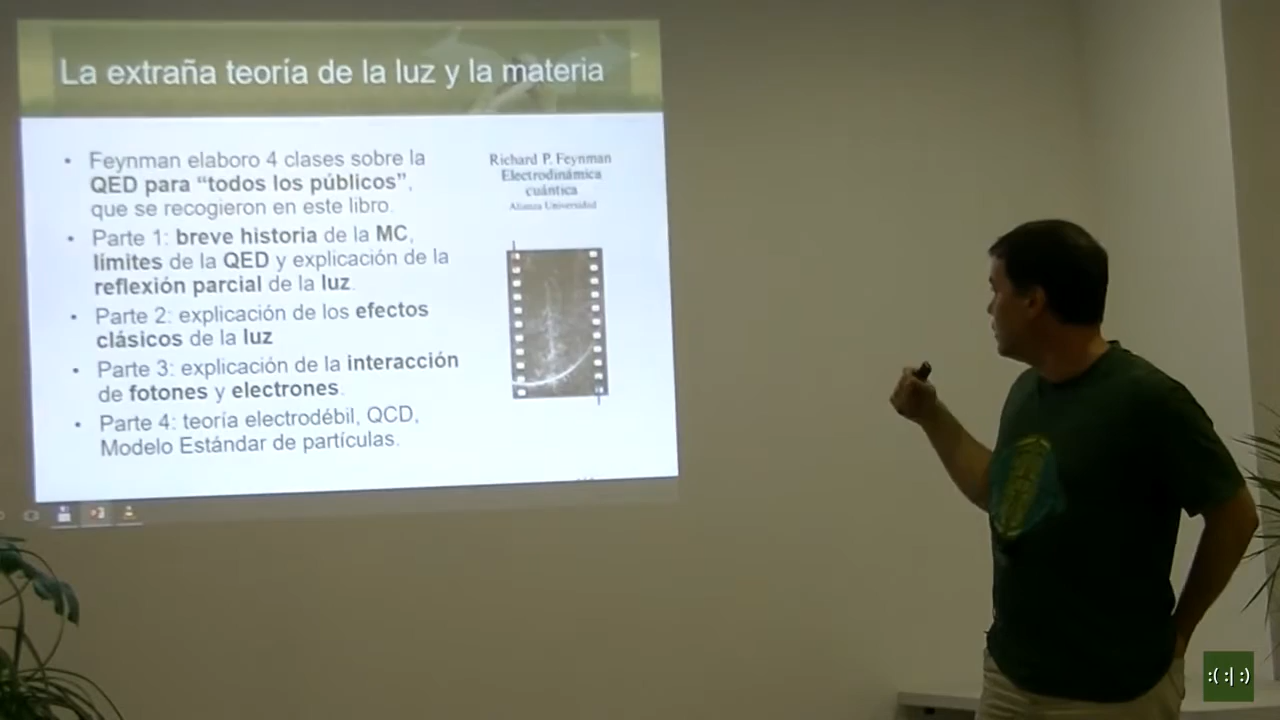 La extraña teoría de la luz y la materia
• Feynman elaboro 4 clases sobre la
QED para “todos los públicos”,
que se recogieron en este libro.
• Parte 1: breve historia de la MC,
límites de la QED y explicación de la
reflexión parcial de la luz.
• Parte 2: explicación de los efectos
clásicos de la luz
• Parte 3: explicación de la interacción
de fotones y electrones.
• Parte 4: teoría electrodébil, QCD,
Modelo Estándar de partículas.
Richard P. Feynman
Electrodinámica
cuántica
Alianza Universidad
:( :| :)